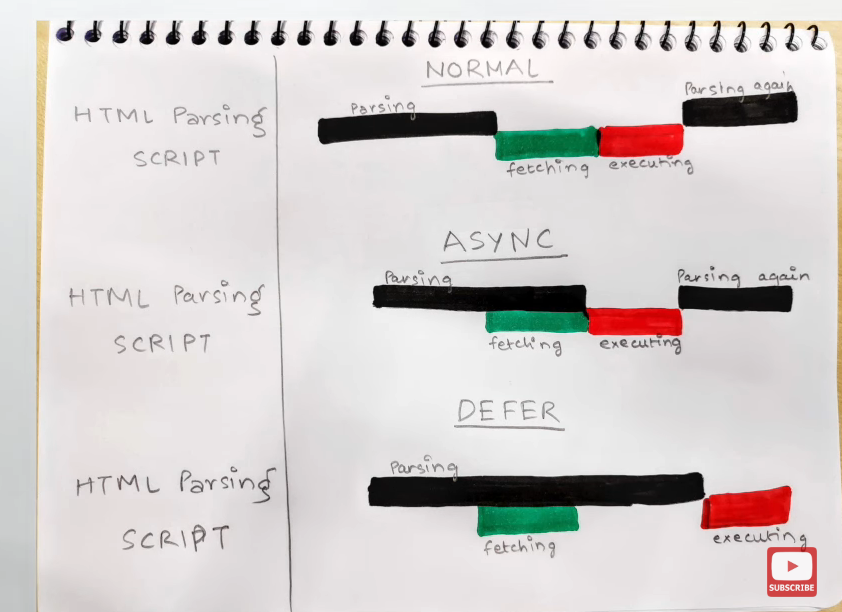 NORMAL
Parsing
Parsing again
HTML Parsing
SCRIPT
fetching
executing
ASYNC
Parsing
Parsing again
HTML Parsing
SCRIPT
fetching
executing
DEFER
Parsing
HTML Parsing
SCRIPT
fetching
executing
SUBSCRIBE